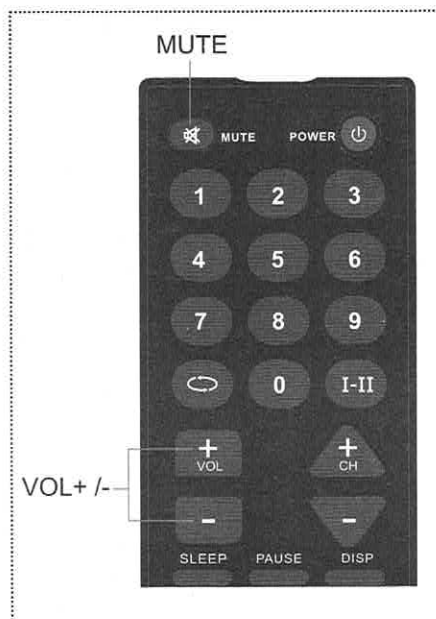 MUTE
MUTE POWER
1 2 3
4 5 6
7 8 9
0 I-II
+ +
VOL CH
VOL+ /-
- -
SLEEP PAUSE DISP